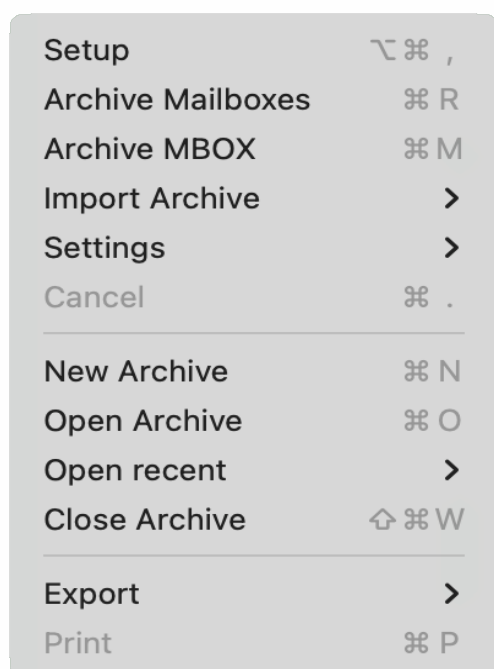 Setup ⌥⌘ ,
Archive Mailboxes ⌘ R
Archive MBOX ⌘ M
Import Archive >
Settings >
Cancel ⌘ .
New Archive ⌘ N
Open Archive ⌘ O
Open recent >
Close Archive ⇧⌘W
Export >
Print ⌘ P